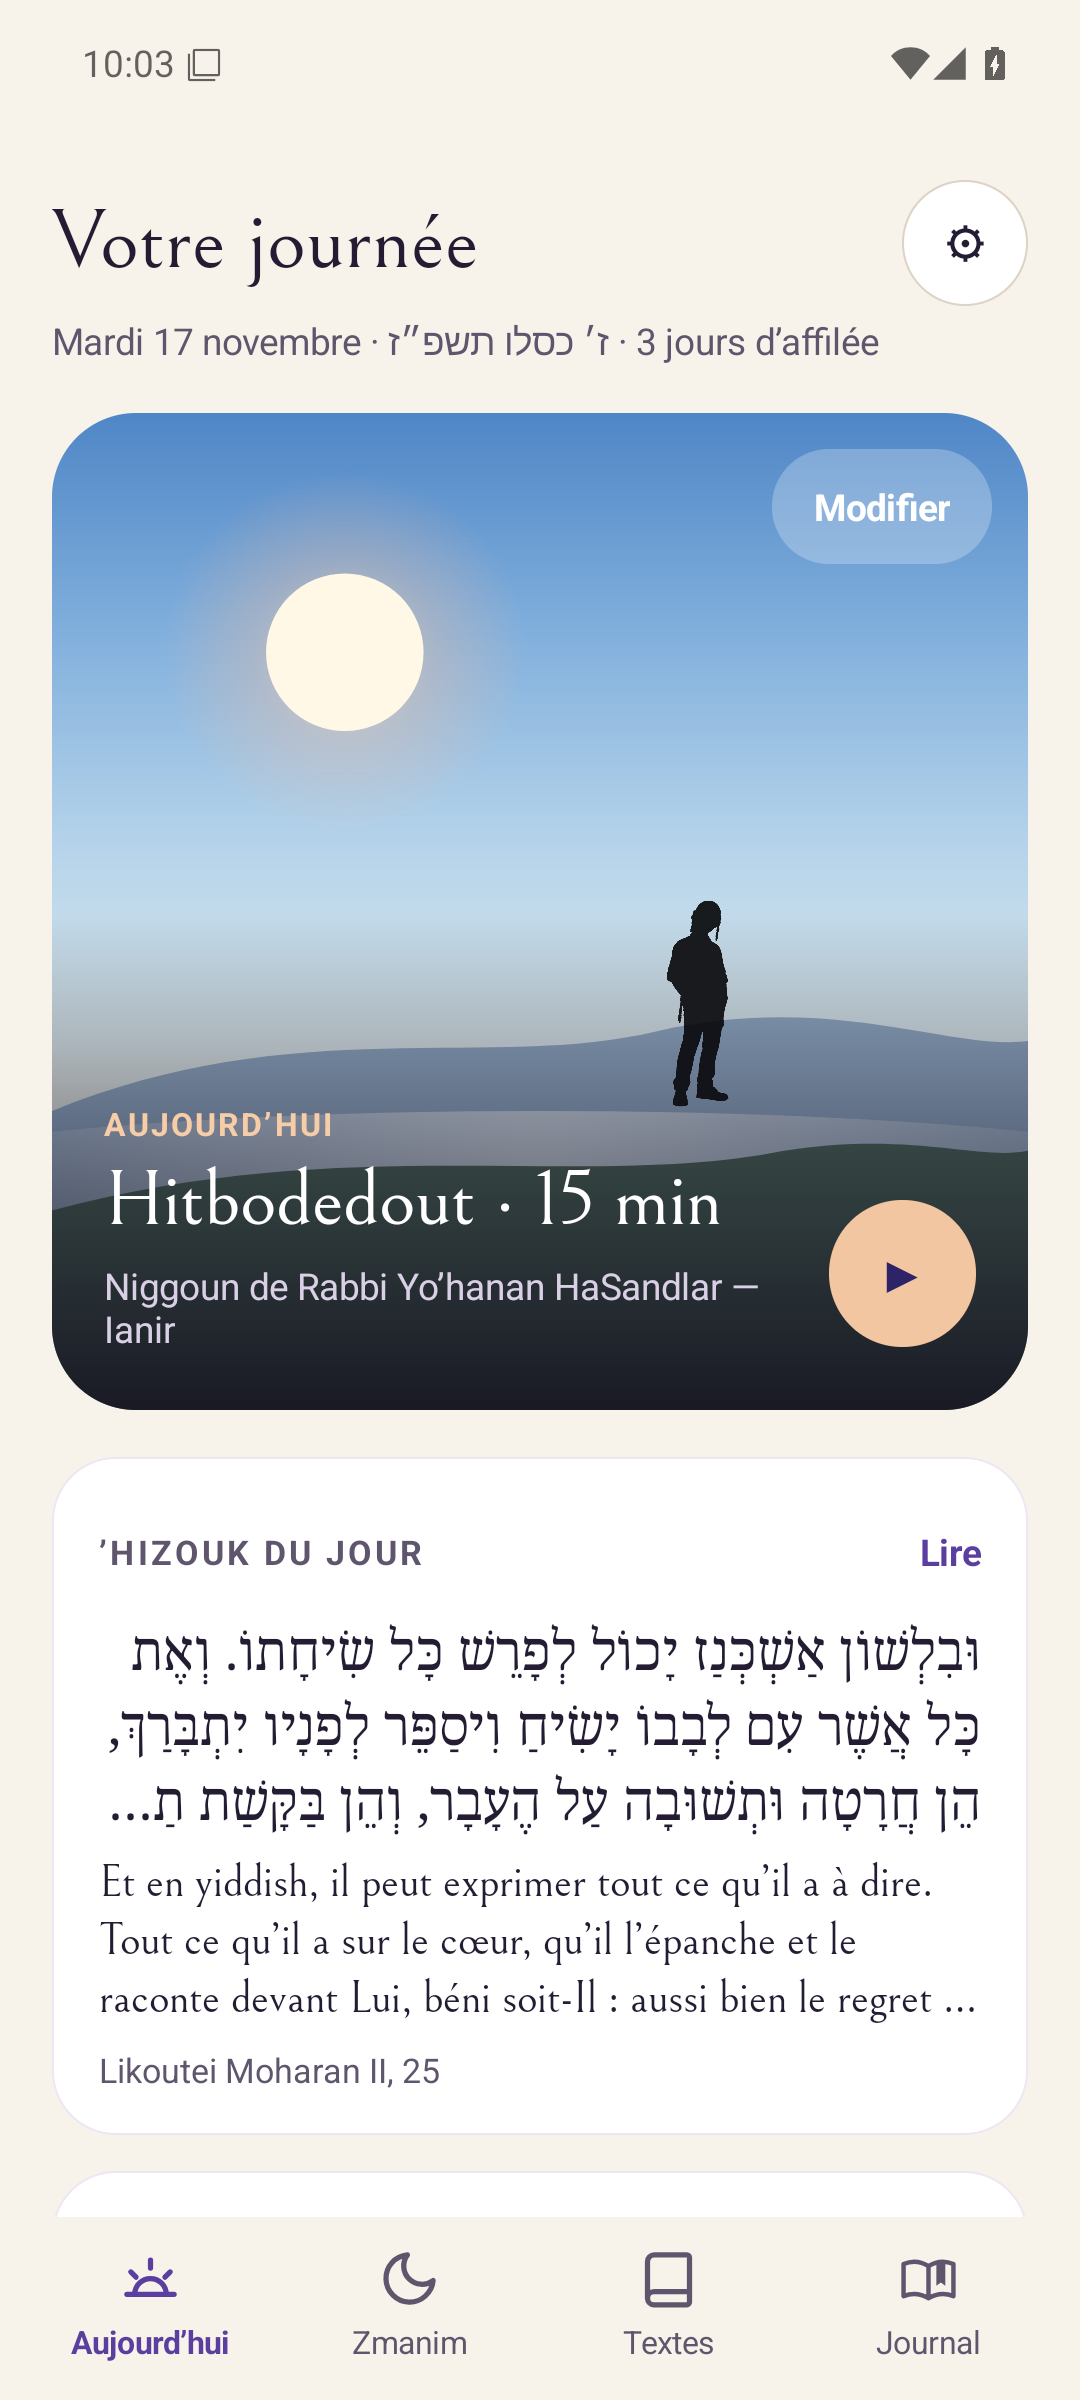 10:03
Votre journée
Mardi 17 novembre · ז׳ כסלו תשפ״ז · 3 jours d’affilée
Modifier
AUJOURD’HUI
Hitbodedout · 15 min
Niggoun de Rabbi Yo’hanan HaSandlar —
Ianir
’HIZOUK DU JOUR
Lire
וּבִלְשׁוֹן אַשְׁכְּנַז יָכוֹל לְפָרֵשׁ כָּל שִׂיחָתוֹ. וְאֶת
כָּל אֲשֶׁר עִם לְבָבוֹ יָשִׂיחַ וִיסַפֵּר לְפָנָיו יִתְבָּרַךְ,
הֵן חֲרָטָה וּתְשׁוּבָה עַל הֶעָבָר, וְהֵן בַּקָּשַׁת תַ...
Et en yiddish, il peut exprimer tout ce qu’il a à dire.
Tout ce qu’il a sur le cœur, qu’il l’épanche et le
raconte devant Lui, béni soit-Il : aussi bien le regret ...
Likoutei Moharan II, 25
Aujourd’hui
Zmanim
Textes
Journal